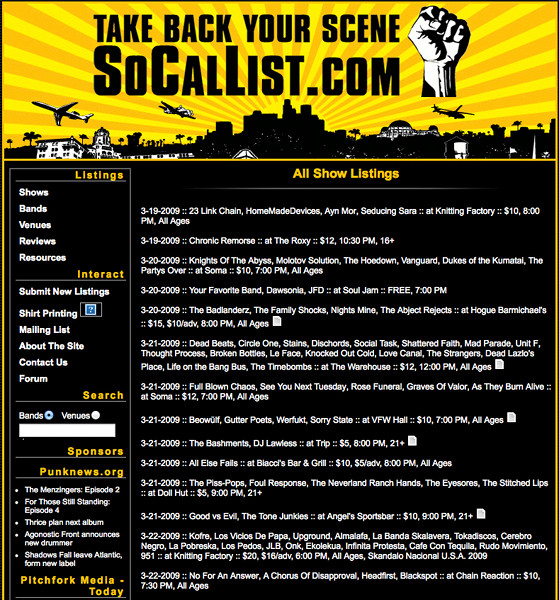 TAKE BACK YOUR SCENE
SOCALLIST.COM
Listings
Shows
Bands
Venues
Reviews
Resources
Interact
Submit New Listings
Shirt Printing ?
Mailing List
About The Site
Contact Us
Forum
Search
Bands Venues
Sponsors
Punknews.org
The Menzingers: Episode 2
For Those Still Standing:
Episode 4
Thrice plan next album
Agonostic Front announces
new drummer
Shadows Fall leave Atlantic,
form new label
Pitchfork Media -
Today
All Show Listings
3-19-2009 :: 23 Link Chain, HomeMadeDevices, Ayn Mor, Seducing Sara :: at Knitting Factory :: $10, 8:00
PM, All Ages
3-19-2009 :: Chronic Remorse :: at The Roxy :: $12, 10:30 PM, 16+
3-20-2009 :: Knights Of The Abyss, Molotov Solution, The Hoedown, Vanguard, Dukes of the Kumatai, The
Partys Over :: at Soma :: $10, 7:00 PM, All Ages
3-20-2009 :: Your Favorite Band, Dawsonia, JFD :: at Soul Jam :: FREE, 7:00 PM
3-20-2009 :: The Badlanderz, The Family Shocks, Nights Mine, The Abject Rejects :: at Hogue Barmichael's
:: $15, $10/adv, 8:00 PM, All Ages
3-21-2009 :: Dead Beats, Circle One, Stains, Dischords, Social Task, Shattered Faith, Mad Parade, Unit F,
Thought Process, Broken Bottles, Le Face, Knocked Out Cold, Love Canal, The Strangers, Dead Lazlo's
Place, Life on the Bang Bus, The Timebombs :: at The Warehouse :: $12, 12:00 PM, All Ages
3-21-2009 :: Full Blown Chaos, See You Next Tuesday, Rose Funeral, Graves Of Valor, As They Burn Alive ::
at Soma :: $12, 7:00 PM, All Ages
3-21-2009 :: Beowülf, Gutter Poets, Werfukt, Sorry State :: at VFW Hall :: $10, 7:00 PM, All Ages
3-21-2009 :: The Bashments, DJ Lawless :: at Trip :: $5, 8:00 PM, 21+
3-21-2009 :: All Else Fails :: at Biacci's Bar & Grill :: $10, $5/adv, 8:00 PM, All Ages
3-21-2009 :: The Piss-Pops, Foul Response, The Neverland Ranch Hands, The Eyesores, The Stitched Lips
:: at Doll Hut :: $5, 9:00 PM, 21+
3-21-2009 :: Good vs Evil, The Tone Junkies :: at Angel's Sportsbar :: $10, 9:00 PM, 21+
3-22-2009 :: Kofre, Los Vicios De Papa, Upground, Almalafa, La Banda Skalavera, Tokadiscos, Cerebro
Negro, La Pobreska, Los Pedos, JLB, Onk, Ekolekua, Infinita Protesta, Cafe Con Tequila, Rudo Movimiento,
951 :: at Knitting Factory :: $20, $16/adv, 6:00 PM, All Ages, Skandalo Nacional U.S.A. 2009
3-22-2009 :: No For An Answer, A Chorus Of Disapproval, Headfirst, Blackspot :: at Chain Reaction :: $10,
7:30 PM, All Ages